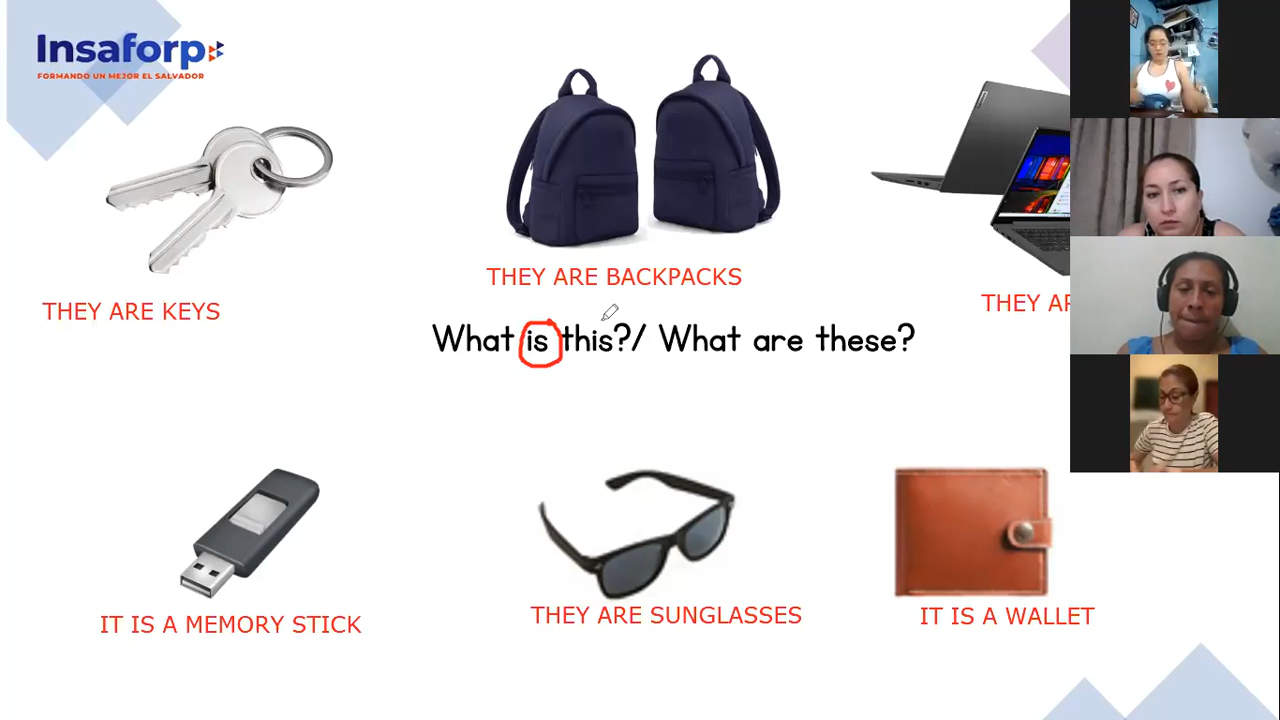 Insaforp
FORMANDO UN MEJOR EL SALVADOR
THEY ARE KEYS
THEY ARE BACKPACKS
THEY
What is this?/ What are these?
IT IS A MEMORY STICK
THEY ARE SUNGLASSES
IT IS A WALLET